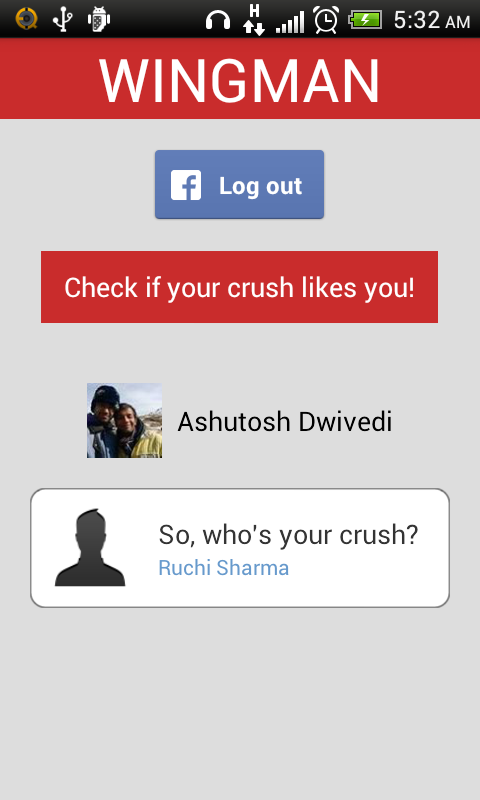 H
5:32 AM
WINGMAN
Log out
Check if your crush likes you!
Ashutosh Dwivedi
So, who's your crush?
Ruchi Sharma